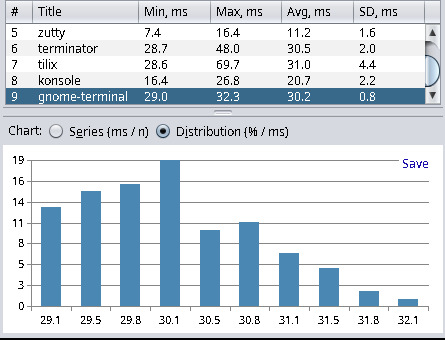 # Title Min, ms Max, ms Avg, ms SD, ms
5 zutty 7.4 16.4 11.2 1.6
6 terminator 28.7 48.0 30.5 2.0
7 tilix 28.6 69.7 31.0 4.4
8 konsole 16.4 26.8 20.7 2.2
9 gnome-terminal 29.0 32.3 30.2 0.8
Chart: Series (ms / n) Distribution (% / ms)
Save
19
16
14
11
8
5
3
0
29.1 29.5 29.8 30.1 30.5 30.8 31.1 31.5 31.8 32.1